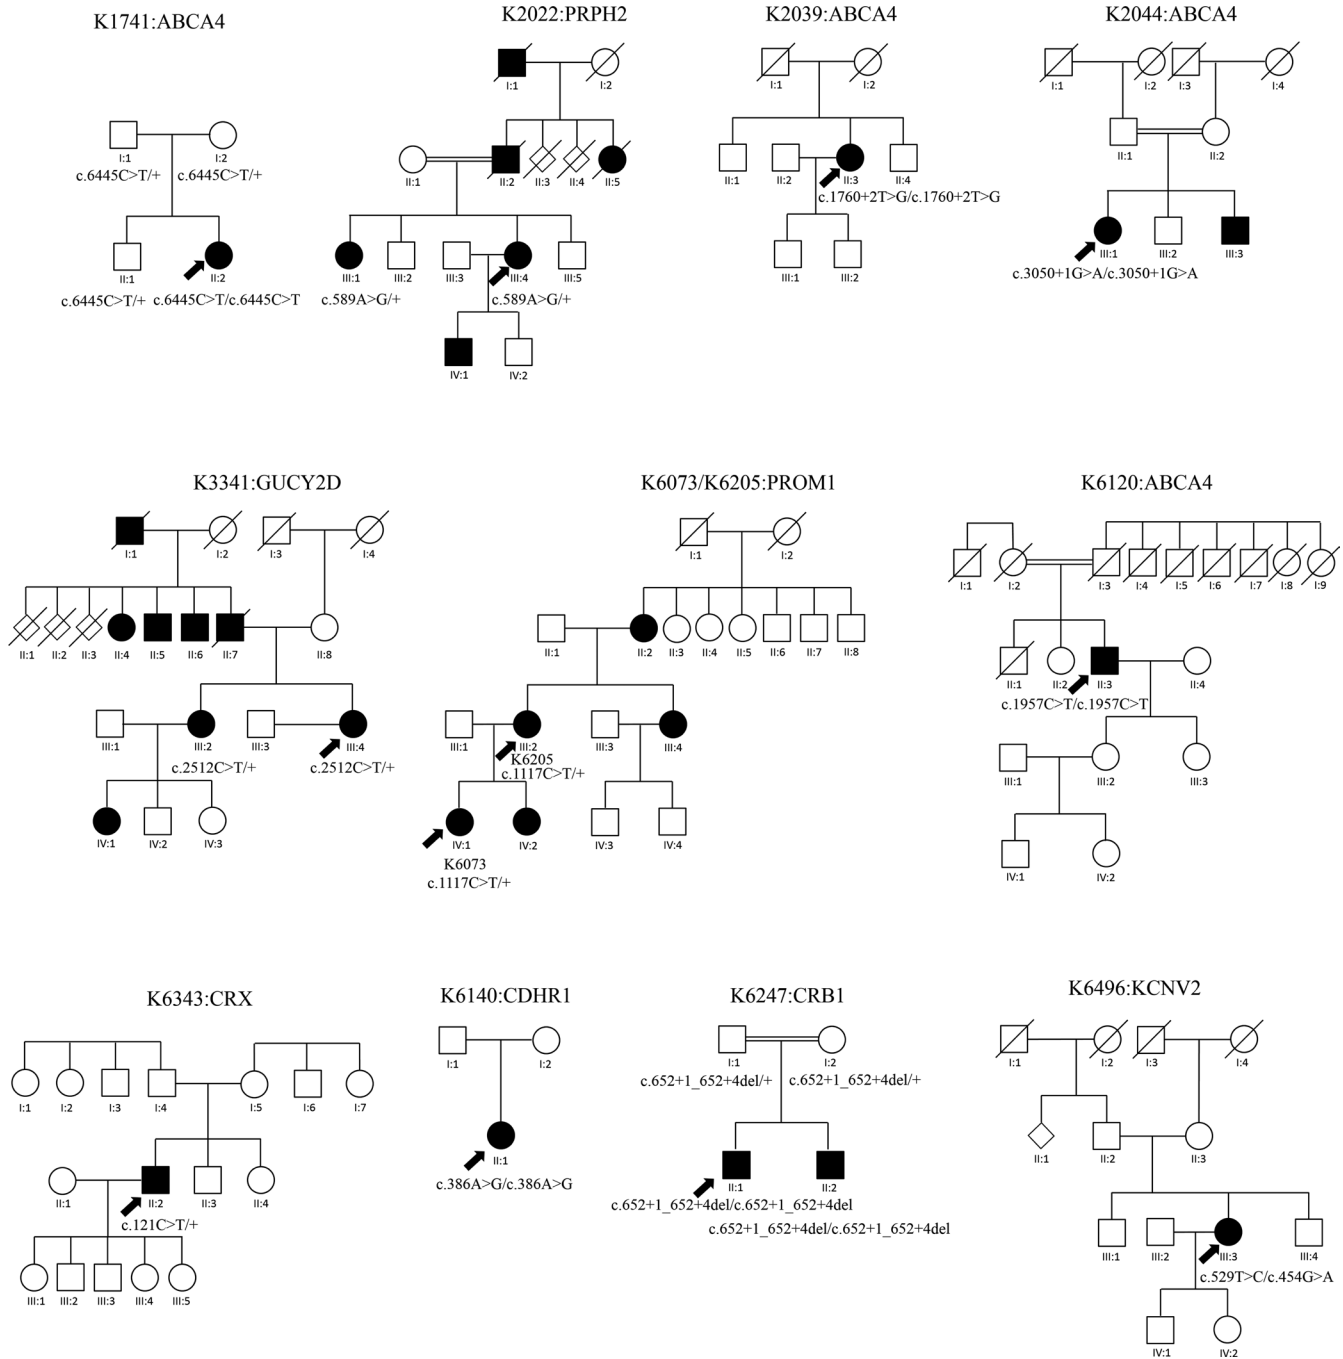 K1741:ABCA4
I:1
I:2
c.6445C>T/+
c.6445C>T/+
II:1
II:2
c.6445C>T/+
c.6445C>T/c.6445C>T
K2022:PRPH2
I:1
I:2
II:1
II:2
II:3
II:4
II:5
III:1
III:2
III:3
III:4
III:5
c.589A>G/+
c.589A>G/+
IV:1
IV:2
K2039:ABCA4
I:1
I:2
II:1
II:2
II:3
II:4
c.1760+2T>G/c.1760+2T>G
III:1
III:2
K2044:ABCA4
I:1
I:2
I:3
I:4
II:1
II:2
III:1
III:2
III:3
c.3050+1G>A/c.3050+1G>A
K3341:GUCY2D
I:1
I:2
I:3
I:4
II:1
II:2
II:3
II:4
II:5
II:6
II:7
II:8
III:1
III:2
III:3
III:4
c.2512C>T/+
c.2512C>T/+
IV:1
IV:2
IV:3
K6073/K6205:PROM1
I:1
I:2
II:1
II:2
II:3
II:4
II:5
II:6
II:7
II:8
III:1
III:2
III:3
III:4
K6205
c.1117C>T/+
IV:1
IV:2
IV:3
IV:4
K6073
c.1117C>T/+
K6120:ABCA4
I:1
I:2
I:3
I:4
I:5
I:6
I:7
I:8
I:9
II:1
II:2
II:3
II:4
c.1957C>T/c.1957C>T
III:1
III:2
III:3
IV:1
IV:2
K6343:CRX
I:1
I:2
I:3
I:4
I:5
I:6
I:7
II:1
II:2
II:3
II:4
c.121C>T/+
III:1
III:2
III:3
III:4
III:5
K6140:CDHR1
I:1
I:2
II:1
c.386A>G/c.386A>G
K6247:CRB1
I:1
I:2
c.652+1_652+4del/+
c.652+1_652+4del/+
II:1
II:2
c.652+1_652+4del/c.652+1_652+4del
c.652+1_652+4del/c.652+1_652+4del
K6496:KCNV2
I:1
I:2
I:3
I:4
II:1
II:2
II:3
III:1
III:2
III:3
III:4
c.529T>C/c.454G>A
IV:1
IV:2